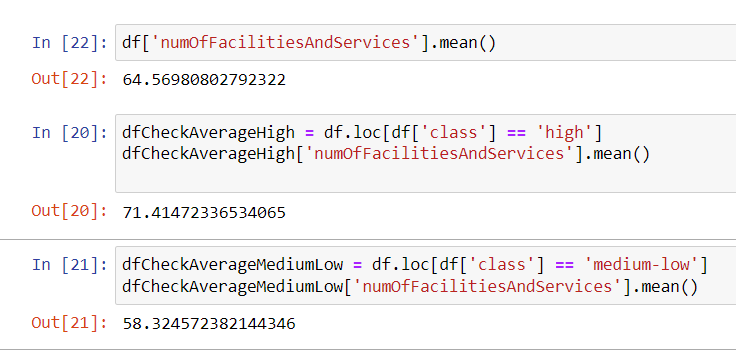 In [22]: df['numOfFacilitiesAndServices'].mean()
Out[22]: 64.56980802792322
In [20]: dfCheckAverageHigh = df.loc[df['class'] == 'high']
dfCheckAverageHigh['numOfFacilitiesAndServices'].mean()
Out[20]: 71.41472336534065
In [21]: dfCheckAverageMediumLow = df.loc[df['class'] == 'medium-low']
dfCheckAverageMediumLow['numOfFacilitiesAndServices'].mean()
Out[21]: 58.324572382144346